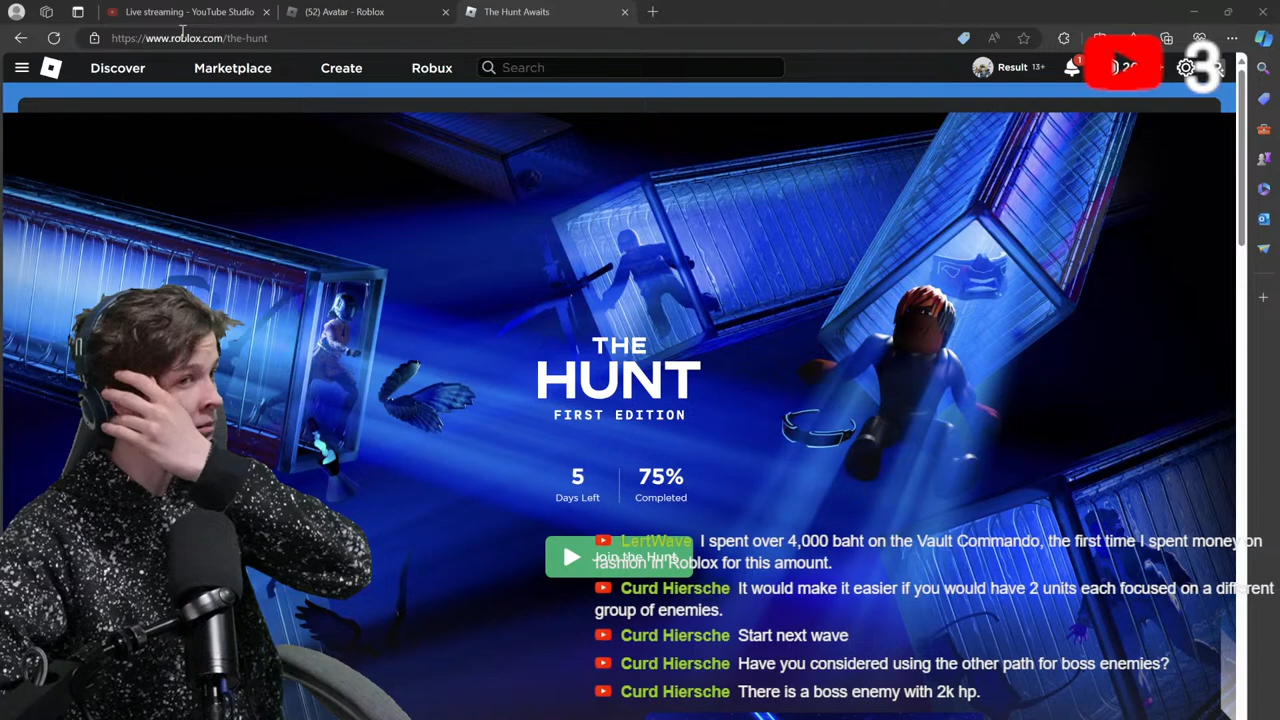 Live streaming - YouTube Studio
(52) Avatar - Roblox
The Hunt Awaits
https://www.roblox.com/the-hunt
Discover
Marketplace
Create
Robux
Search
Result 13+
1
3
THE
HUNT
FIRST EDITION
5
75%
Days Left
Completed
Join the Hunt
LertWave I spent over 4,000 baht on the Vault Commando, the first time I spent money on
fashion in Roblox for this amount.
Curd Hiersche It would make it easier if you would have 2 units each focused on a different
group of enemies.
Curd Hiersche Start next wave
Curd Hiersche Have you considered using the other path for boss enemies?
Curd Hiersche There is a boss enemy with 2k hp.